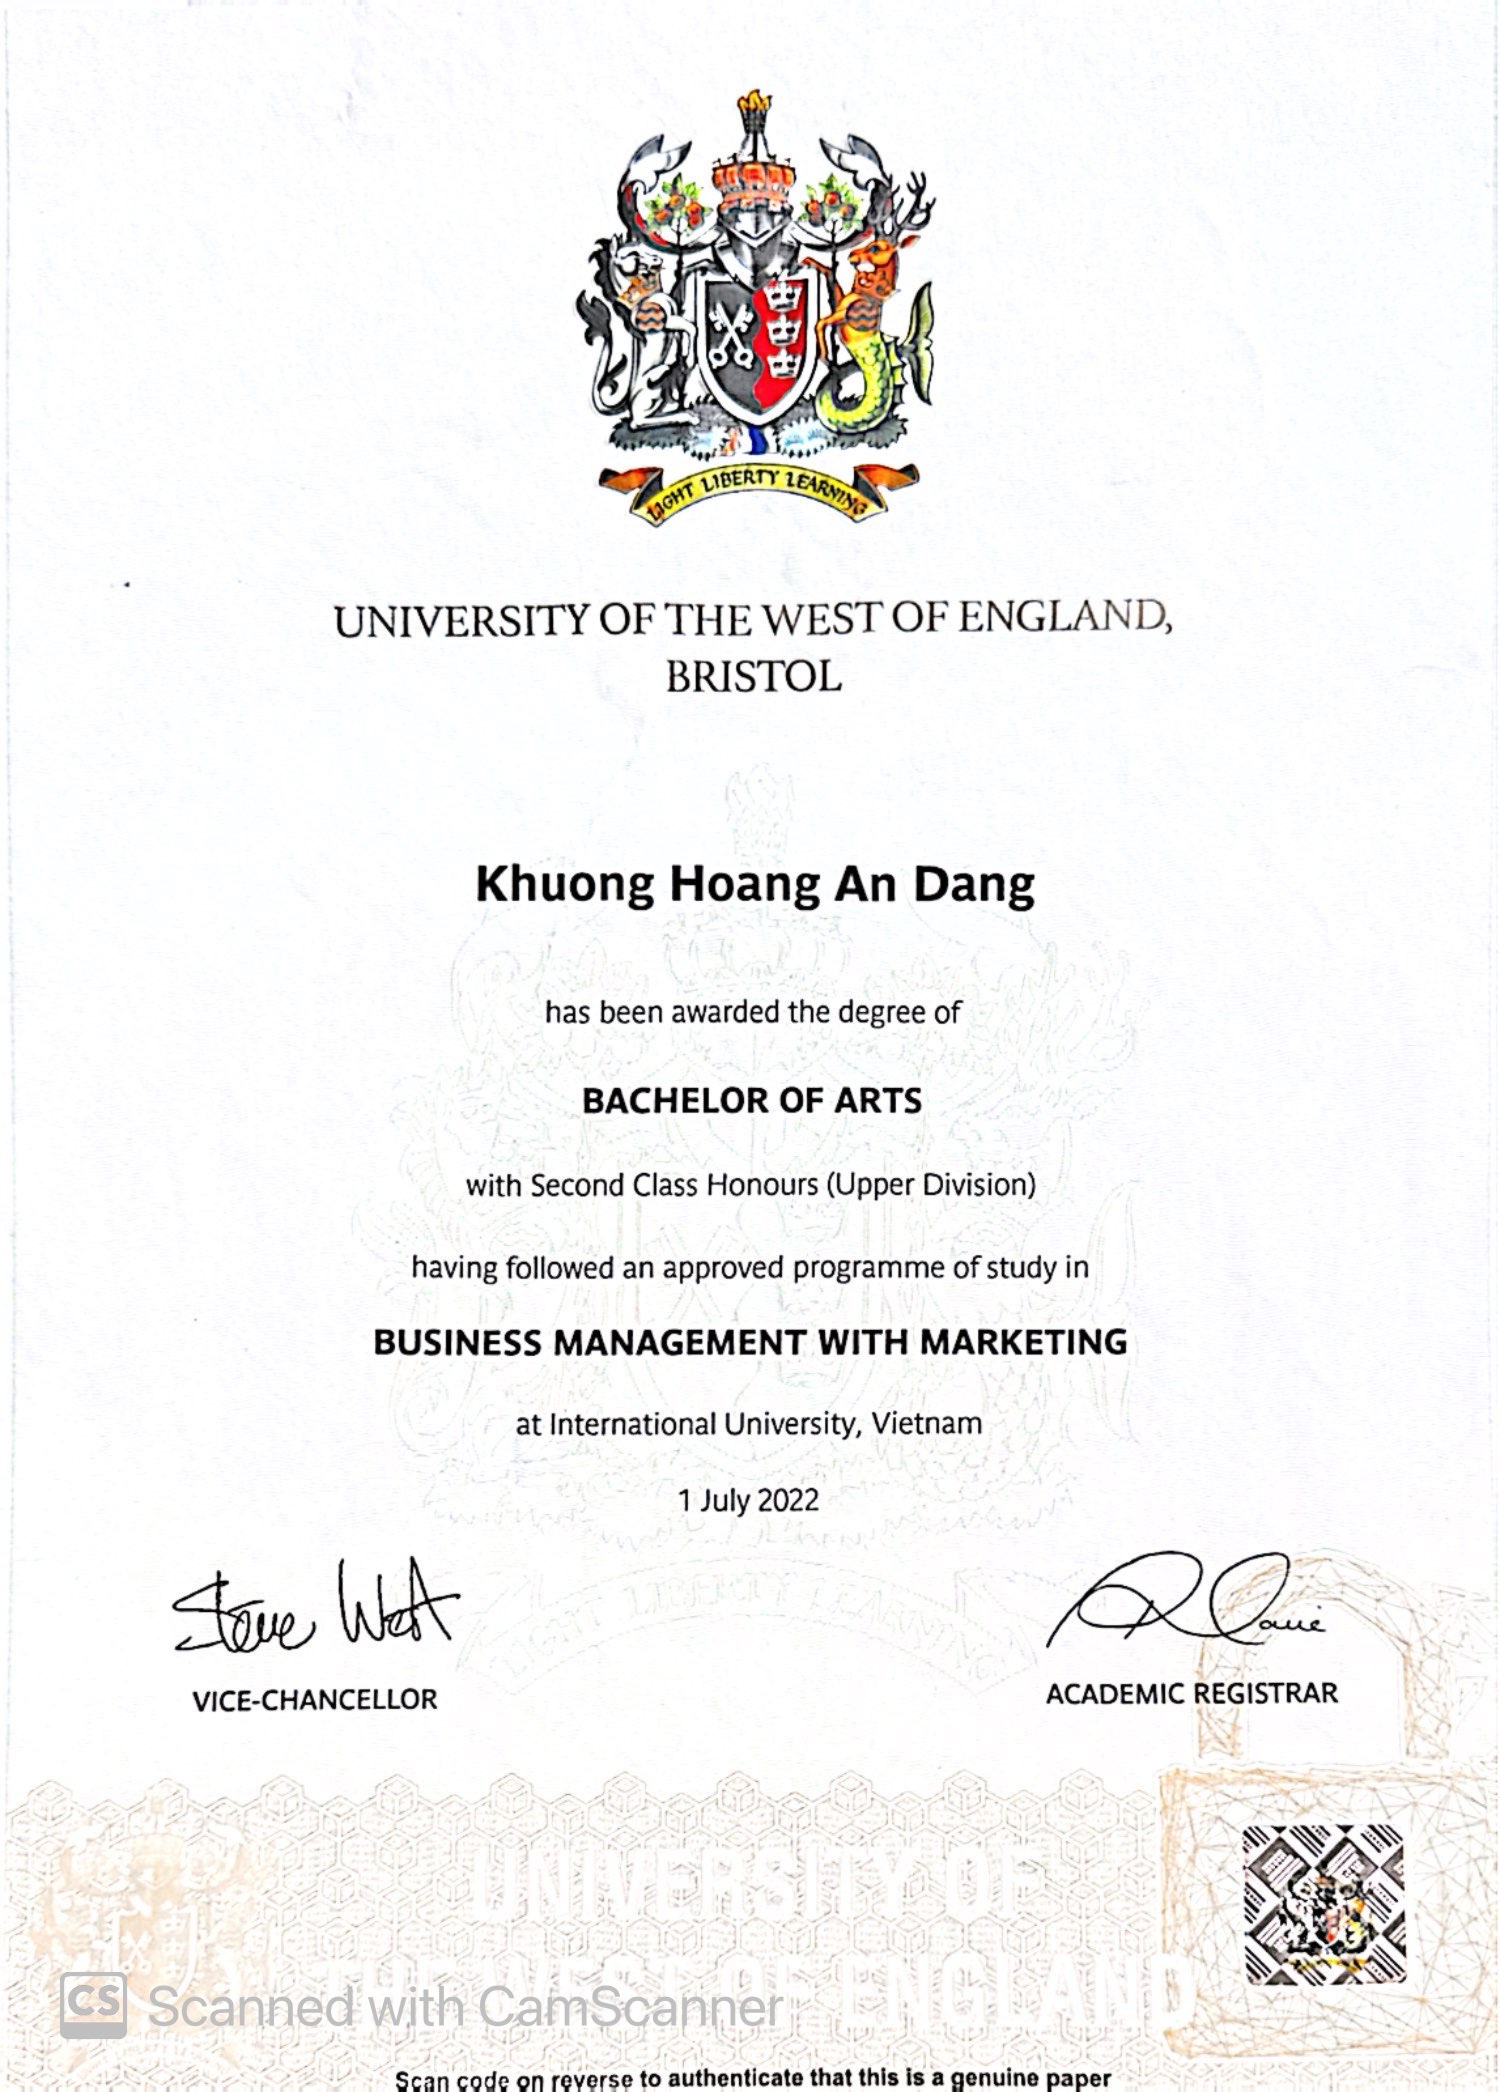 LIGHT LIBERTY LEARNING
UNIVERSITY OF THE WEST OF ENGLAND,
BRISTOL
Khuong Hoang An Dang
has been awarded the degree of
BACHELOR OF ARTS
with Second Class Honours (Upper Division)
having followed an approved programme of study in
BUSINESS MANAGEMENT WITH MARKETING
at International University, Vietnam
1 July 2022
Steve West
VICE-CHANCELLOR
ACADEMIC REGISTRAR
UNIVERSITY OF
THE WEST OF ENGLAND
CS Scanned with CamScanner
Scan code on reverse to authenticate that this is a genuine paper